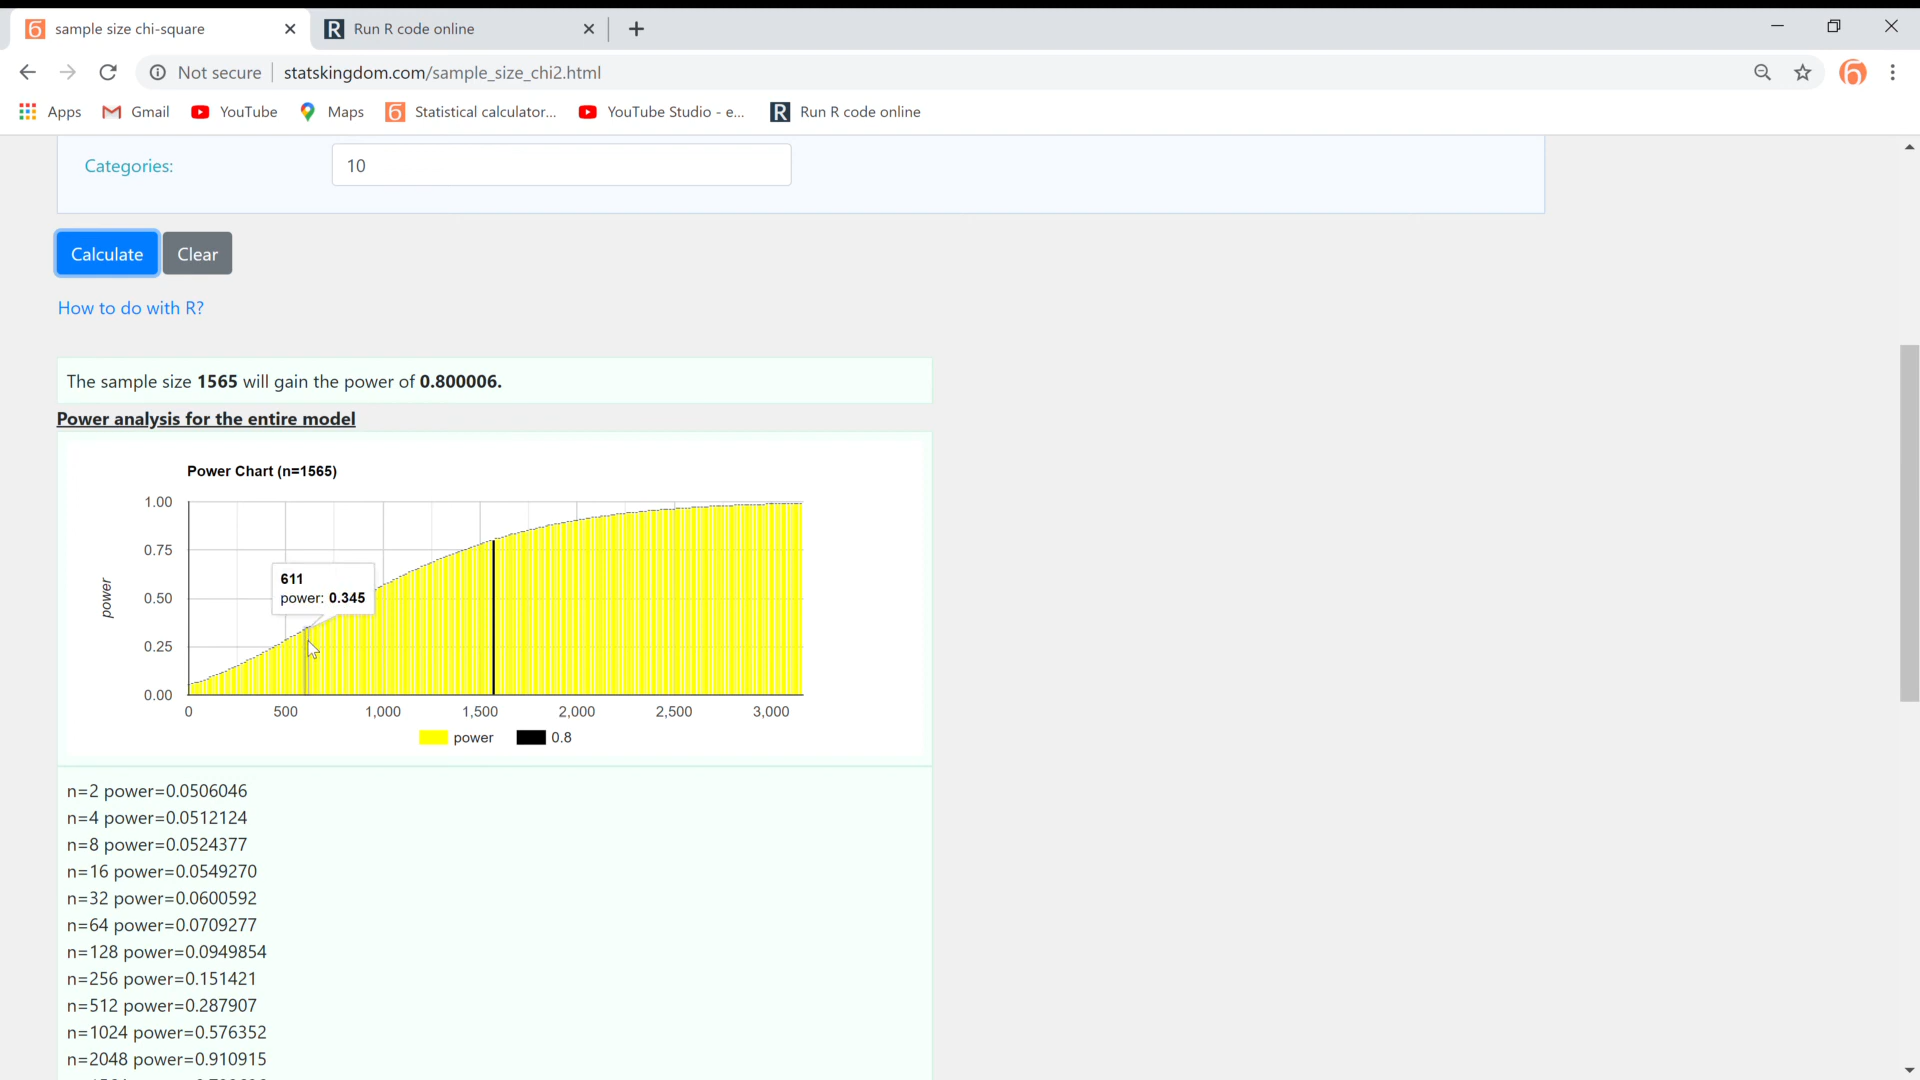 sample size chi-square
Run R code online
Not secure
statskingdom.com/sample_size_chi2.html
Apps
Gmail
YouTube
Maps
Statistical calculator...
YouTube Studio - e...
Run R code online
Categories:
10
Calculate
Clear
How to do with R?
The sample size 1565 will gain the power of 0.800006.
Power analysis for the entire model
Power Chart (n=1565)
1.00
0.75
0.50
0.25
0.00
power
611
power: 0.345
0
500
1,000
1,500
2,000
2,500
3,000
power
0.8
n=2 power=0.0506046
n=4 power=0.0512124
n=8 power=0.0524377
n=16 power=0.0549270
n=32 power=0.0600592
n=64 power=0.0709277
n=128 power=0.0949854
n=256 power=0.151421
n=512 power=0.287907
n=1024 power=0.576352
n=2048 power=0.910915